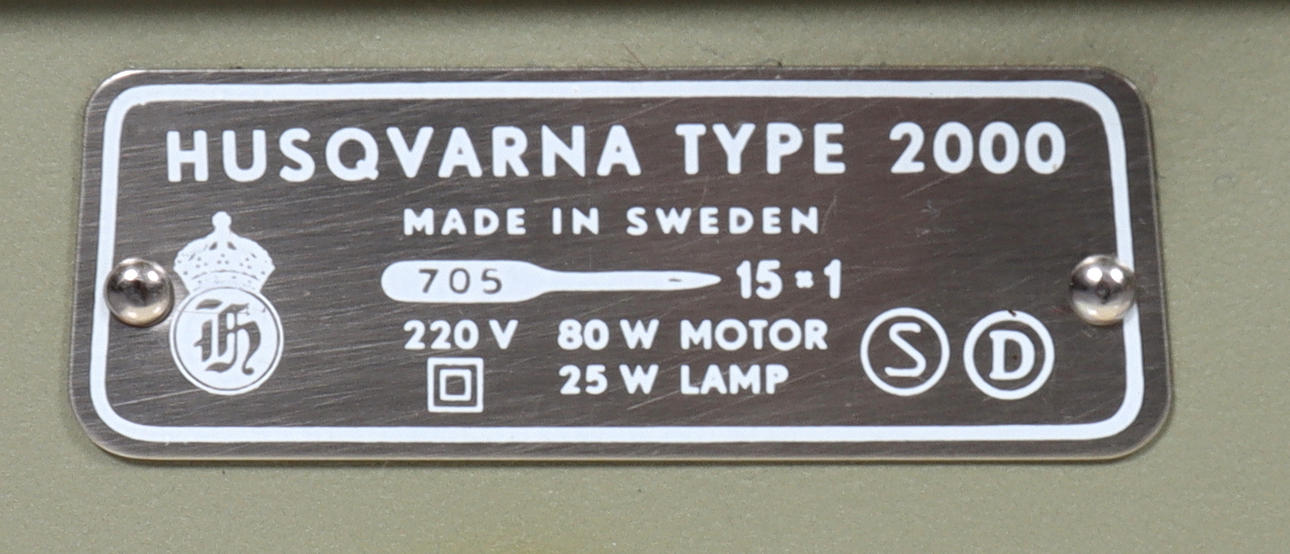 HUSQVARNA TYPE 2000
MADE IN SWEDEN
705 15×1
H
220 V 80 W MOTOR
25 W LAMP
S D